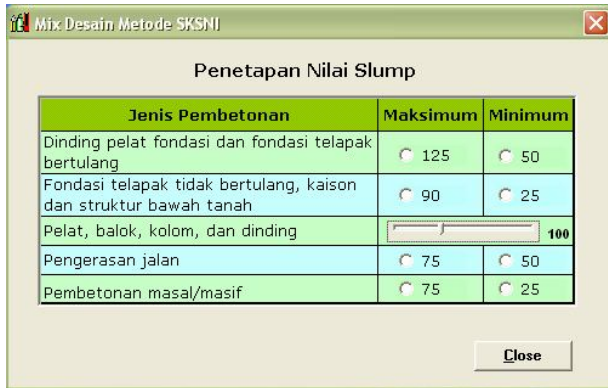 Mix Desain Metode SKSNI
Penetapan Nilai Slump
Jenis Pembetonan Maksimum Minimum
Dinding pelat fondasi dan fondasi telapak
bertulang 125 50
Fondasi telapak tidak bertulang, kaison
dan struktur bawah tanah 90 25
Pelat, balok, kolom, dan dinding 100
Pengerasan jalan 75 50
Pembetonan masal/masif 75 25
Close